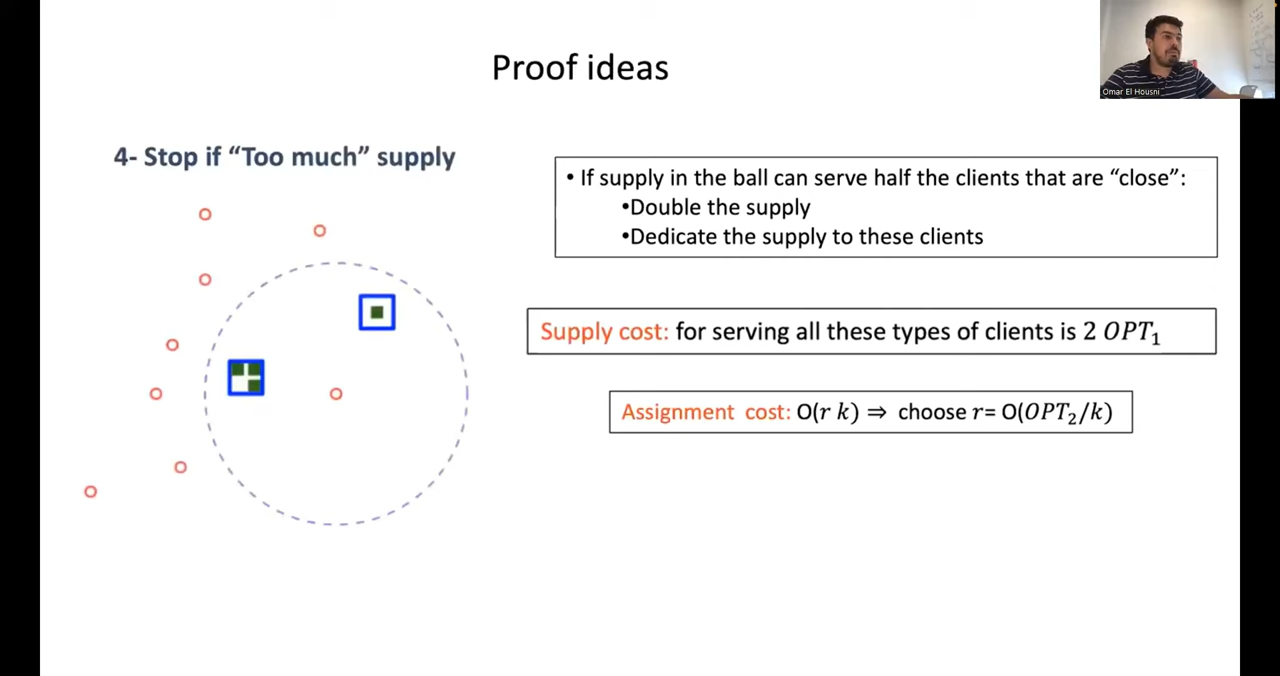 Proof ideas
Omar El Housni
4- Stop if “Too much” supply
• If supply in the ball can serve half the clients that are “close”:
•Double the supply
•Dedicate the supply to these clients
Supply cost: for serving all these types of clients is 2 OPT₁
Assignment cost: O(r k) ⇒ choose r= O(OPT₂/k)